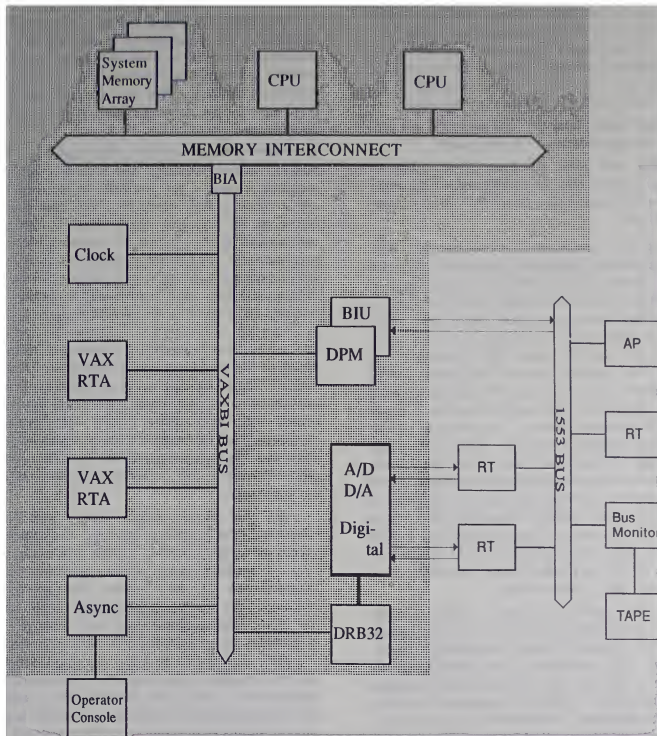 System
Memory
Array
CPU
CPU
MEMORY INTERCONNECT
BIA
Clock
BIU
DPM
AP
VAX
RTA
VAXBI BUS
1553 BUS
RT
VAX
RTA
A/D
D/A
Digi-
tal
RT
RT
Bus
Monitor
Async
DRB32
TAPE
Operator
Console